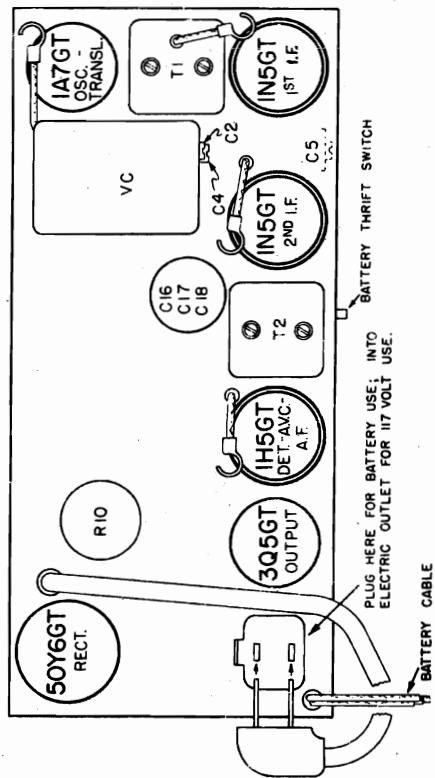 50Y6GT
RECT.
R10
C16
C17
C18
VC
C4
C2
1A7GT
OSC.-
TRANSL.
T1
3Q5GT
OUTPUT
1H5GT
DET.-A.V.C.-
A.F.
T2
1N5GT
2ND I.F.
C5
1N5GT
1ST I.F.
BATTERY THRIFT SWITCH
PLUG HERE FOR BATTERY USE; INTO
ELECTRIC OUTLET FOR 117 VOLT USE.
BATTERY CABLE